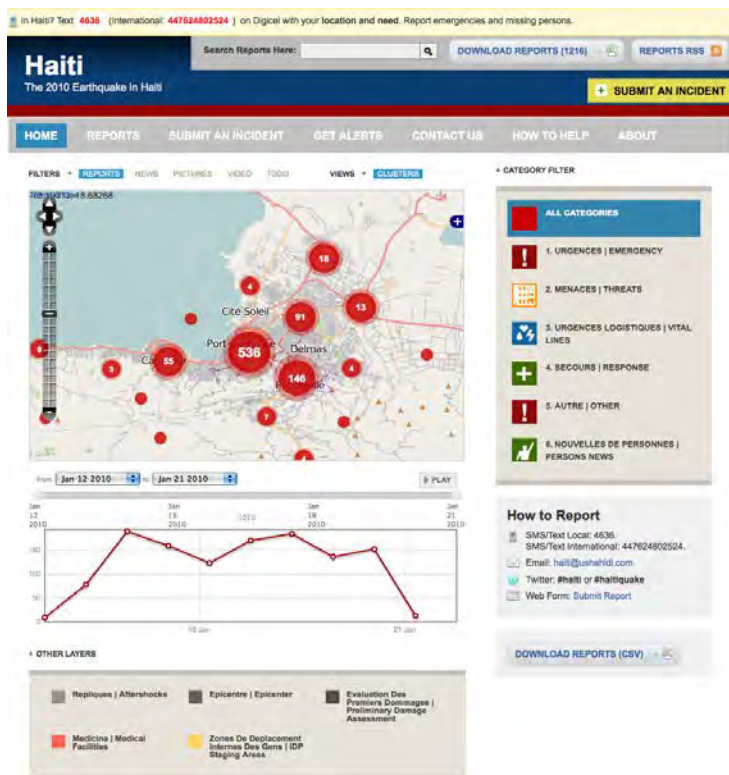 In Haiti? Text 4636 (International: 447624802524 ) on Digicel with your location and need. Report emergencies and missing persons.
Search Reports Here:
DOWNLOAD REPORTS (1216)
REPORTS RSS
Haiti
The 2010 Earthquake in Haiti
+ SUBMIT AN INCIDENT
HOME REPORTS SUBMIT AN INCIDENT GET ALERTS CONTACT US HOW TO HELP ABOUT
FILTERS REPORTS NEWS PICTURES VIDEO TODO VIEWS CLUSTERS
+ CATEGORY FILTER
18
4
13
Cité Soleil
91
Delmas
536
55
3
146
4
7
ALL CATEGORIES
1. URGENCES | EMERGENCY
2. MENACES | THREATS
3. URGENCES LOGISTIQUES | VITAL
LINES
4. SECOURS | RESPONSE
5. AUTRE | OTHER
6. NOUVELLES DE PERSONNES |
PERSONS NEWS
From: Jan 12 2010 to Jan 21 2010 PLAY
Jan Jan Jan Jan
12 2010 18 21
2010 2010 2010 2010
150
100
50
0
21 Jan
How to Report
SMS/Text Local: 4636.
SMS/Text International: 447624802524.
Email: haiti@ushahidi.com
Twitter: #haiti or #haitiquake
Web Form: Submit Report
DOWNLOAD REPORTS (CSV)
+ OTHER LAYERS
Repliques | Aftershocks
Epicentre | Epicenter
Evaluation Des
Premiers Dommages |
Preliminary Damage
Assessment
Medicina | Medical
Facilities
Zones De Deplacement
Internes Des Gens | IDP
Staging Areas